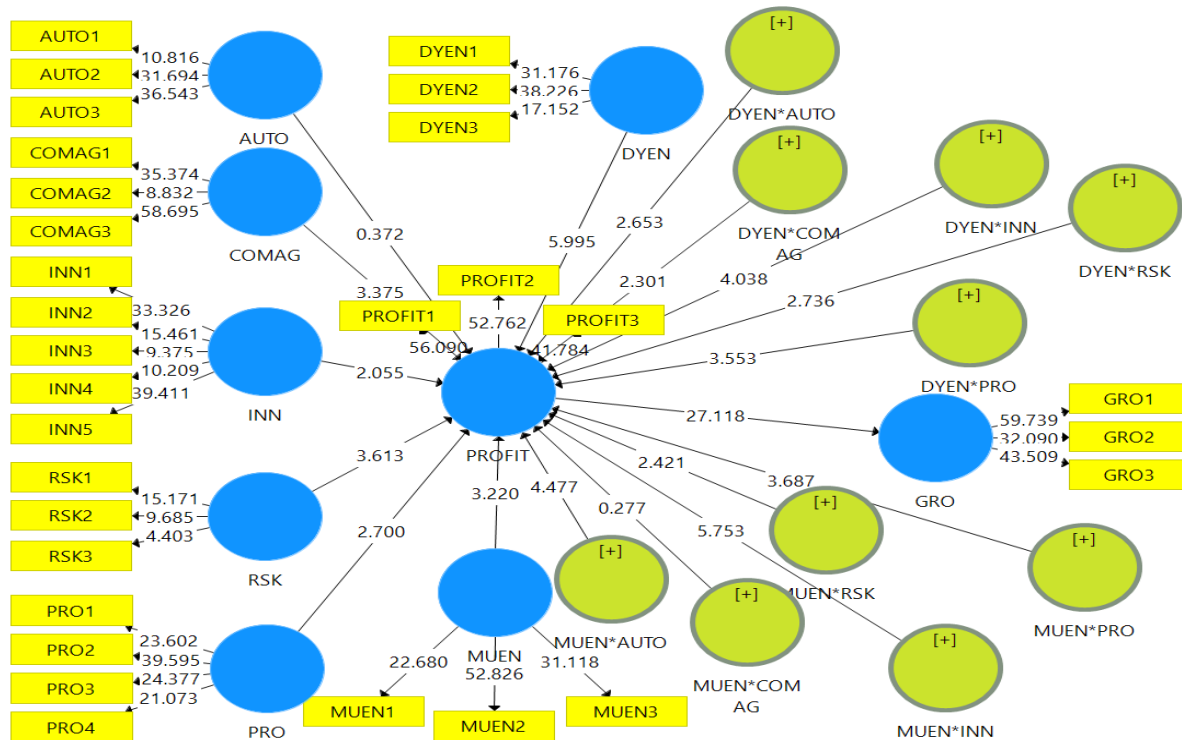 AUTO1
AUTO2
AUTO3
10.816
31.694
36.543
AUTO
COMAG1
COMAG2
COMAG3
35.374
8.832
58.695
COMAG
INN1
INN2
INN3
INN4
INN5
33.326
15.461
9.375
10.209
39.411
INN
RSK1
RSK2
RSK3
15.171
9.685
4.403
RSK
PRO1
PRO2
PRO3
PRO4
23.602
39.595
24.377
21.073
PRO
DYEN1
DYEN2
DYEN3
31.176
38.226
17.152
DYEN
[+]
DYEN*AUTO
[+]
DYEN*COM
AG
[+]
DYEN*INN
[+]
DYEN*RSK
[+]
DYEN*PRO
0.372
3.375
2.055
3.613
2.700
5.995
2.653
2.301
4.038
2.736
3.553
PROFIT1
PROFIT2
PROFIT3
56.090
52.762
41.784
PROFIT
27.118
GRO
59.739
32.090
43.509
GRO1
GRO2
GRO3
3.220
4.477
0.277
2.421
5.753
3.687
MUEN
22.680
52.826
31.118
MUEN1
MUEN2
MUEN3
[+]
MUEN*AUTO
[+]
MUEN*COM
AG
[+]
MUEN*RSK
[+]
MUEN*INN
[+]
MUEN*PRO